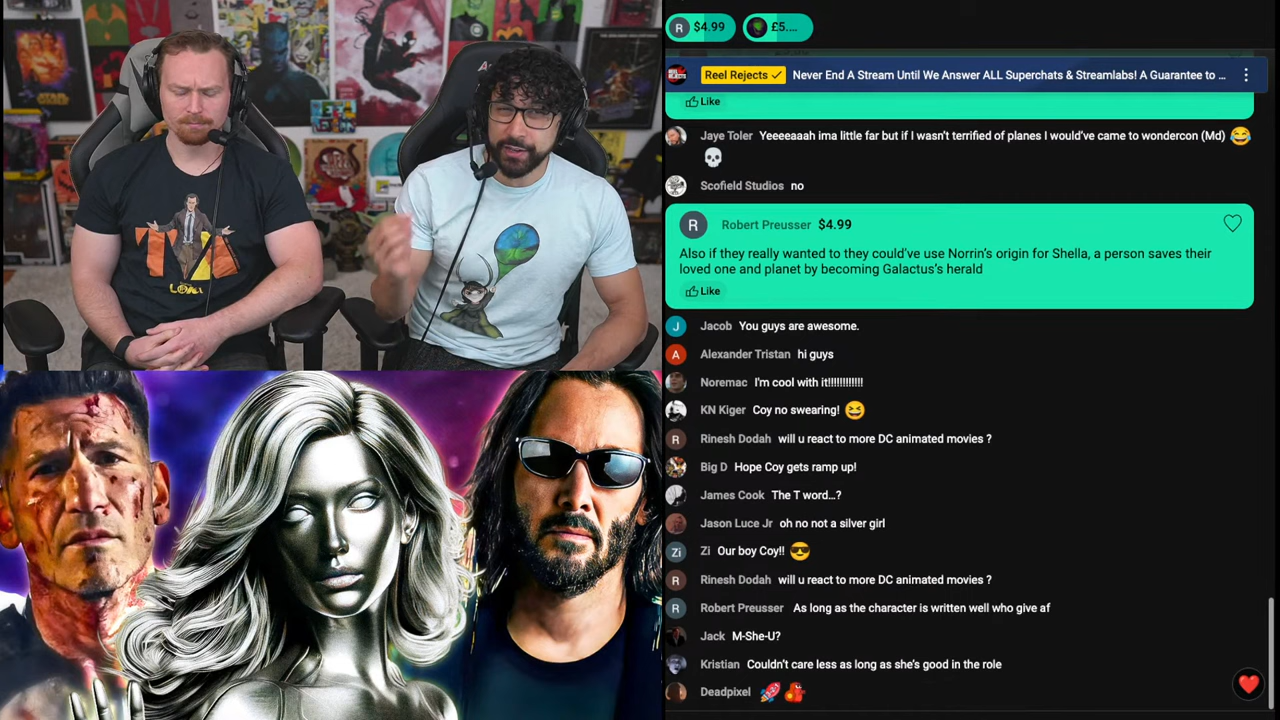 R $4.99 £5....
REEL REJECTS Reel Rejects Never End A Stream Until We Answer ALL Superchats & Streamlabs! A Guarantee to ...
Like
Jaye Toler Yeeeeaaah ima little far but if I wasn't terrified of planes I would've came to wondercon (Md) 😂
💀
Scofield Studios no
R Robert Preusser $4.99
Also if they really wanted to they could've use Norrin's origin for Shella, a person saves their
loved one and planet by becoming Galactus's herald
Like
J Jacob You guys are awesome.
A Alexander Tristan hi guys
Noremac I'm cool with it!!!!!!!!!!!!
KN Kiger Coy no swearing! 😆
R Rinesh Dodah will u react to more DC animated movies ?
Big D Hope Coy gets ramp up!
James Cook The T word...?
Jason Luce Jr oh no not a silver girl
Zi Zi Our boy Coy!! 😎
R Rinesh Dodah will u react to more DC animated movies ?
R Robert Preusser As long as the character is written well who give af
Jack M-She-U?
Kristian Couldn't care less as long as she's good in the role
Deadpixel 🚀
TVA
LOKI